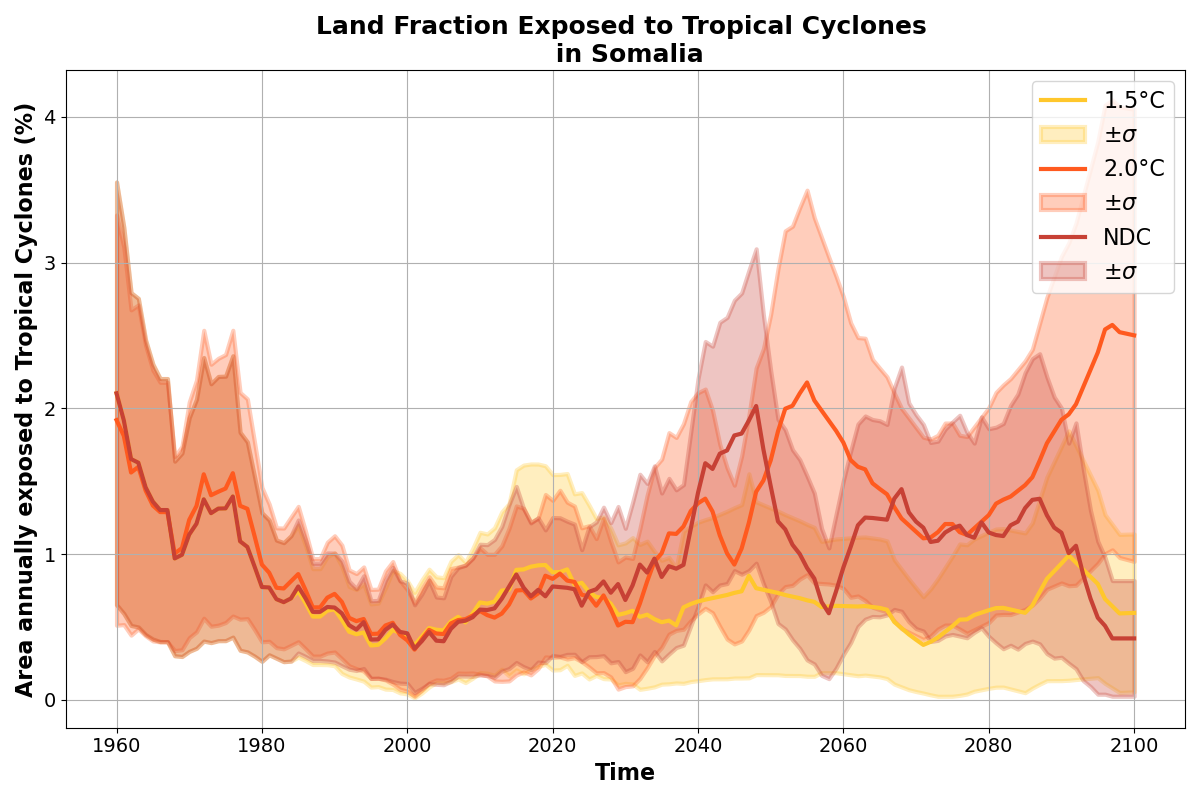 Land Fraction Exposed to Tropical Cyclones
in Somalia
Area annually exposed to Tropical Cyclones (%)
4
3
2
1
0
1.5°C
±σ
2.0°C
±σ
NDC
±σ
1960 1980 2000 2020 2040 2060 2080 2100
Time